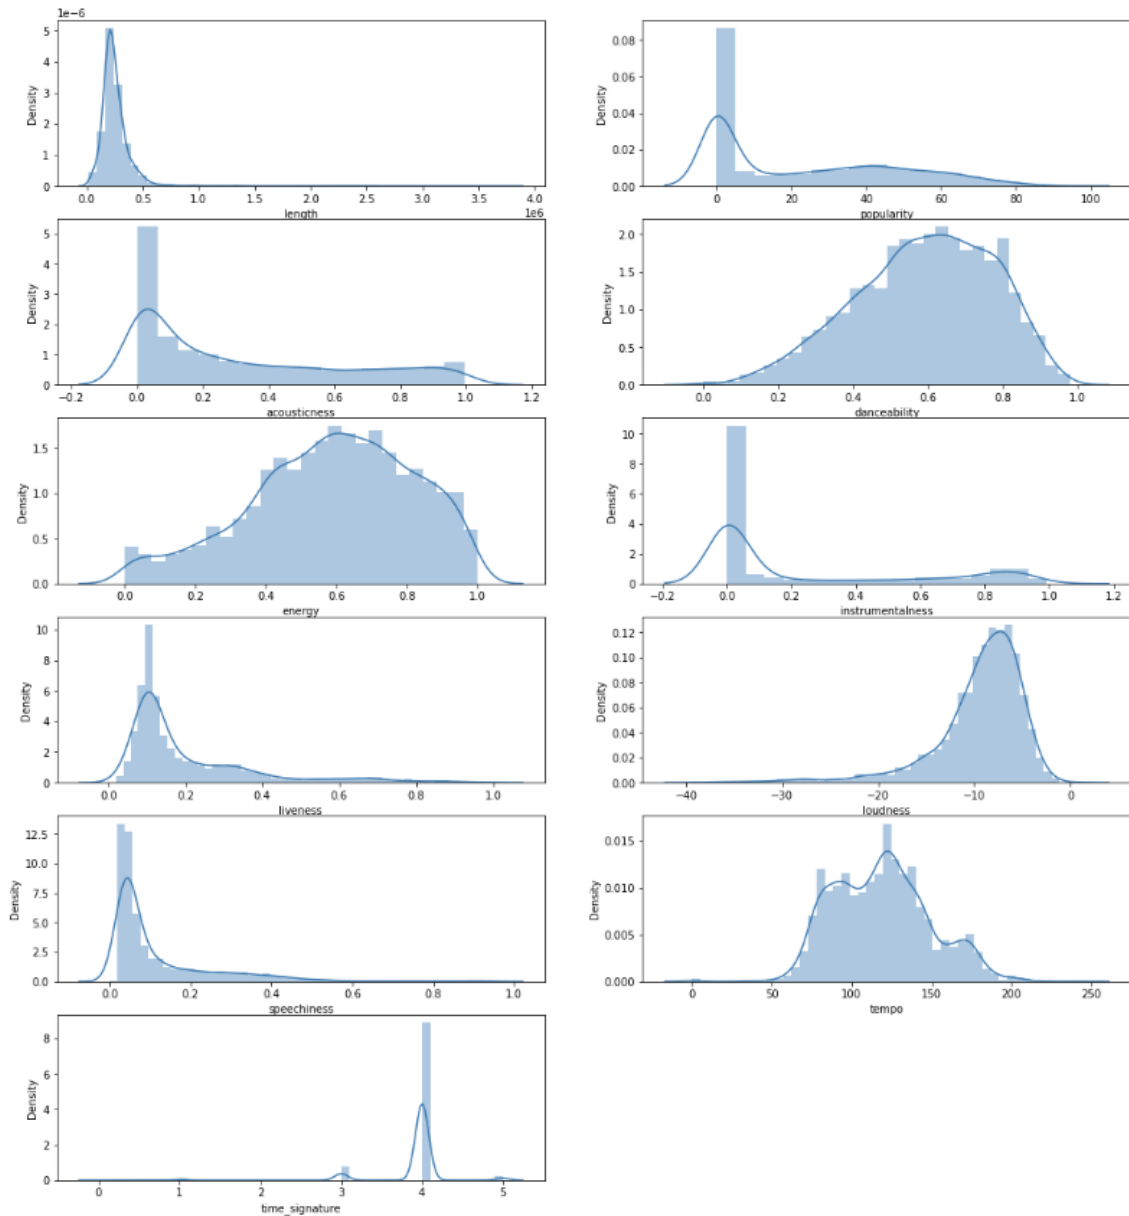 1e−6
5
4
3
2
1
0
Density
0.0 0.5 1.0 1.5 2.0 2.5 3.0 3.5 4.0
length
1e6
0.08
0.06
0.04
0.02
0.00
Density
0 20 40 60 80 100
popularity
5
4
3
2
1
0
Density
−0.2 0.0 0.2 0.4 0.6 0.8 1.0 1.2
acousticness
2.0
1.5
1.0
0.5
0.0
Density
0.0 0.2 0.4 0.6 0.8 1.0
danceability
1.5
1.0
0.5
0.0
Density
0.0 0.2 0.4 0.6 0.8 1.0
energy
10
8
6
4
2
0
Density
−0.2 0.0 0.2 0.4 0.6 0.8 1.0 1.2
instrumentalness
10
8
6
4
2
0
Density
0.0 0.2 0.4 0.6 0.8 1.0
liveness
0.12
0.10
0.08
0.06
0.04
0.02
0.00
Density
−40 −30 −20 −10 0
loudness
12.5
10.0
7.5
5.0
2.5
0.0
Density
0.0 0.2 0.4 0.6 0.8 1.0
speechiness
0.015
0.010
0.005
0.000
Density
0 50 100 150 200 250
tempo
8
6
4
2
0
Density
0 1 2 3 4 5
time_signature